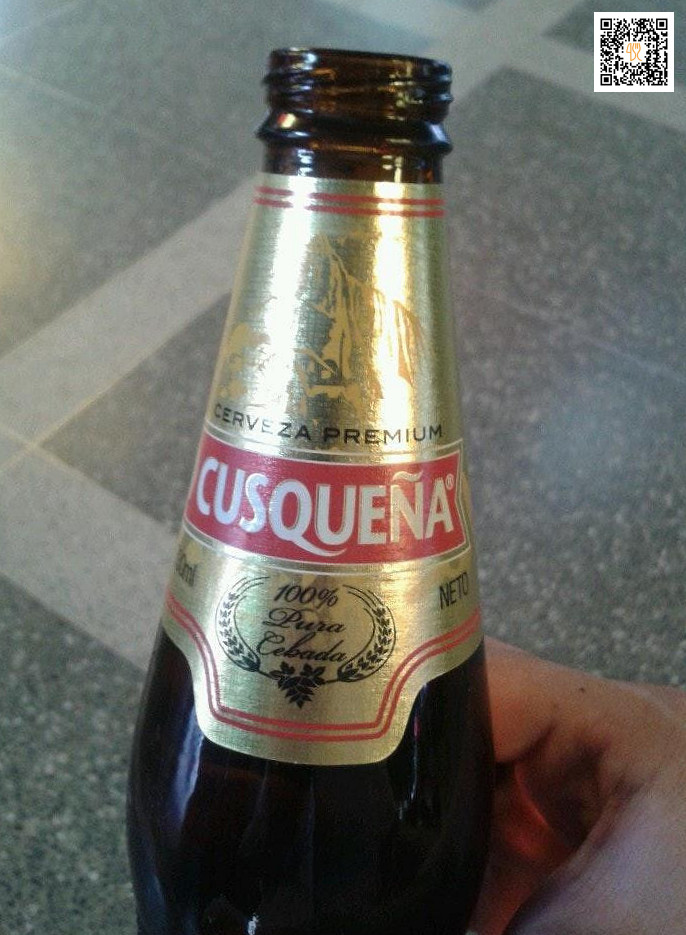 CERVEZA PREMIUM
CUSQUEÑA®
NETO
100%
Pura
Cebada